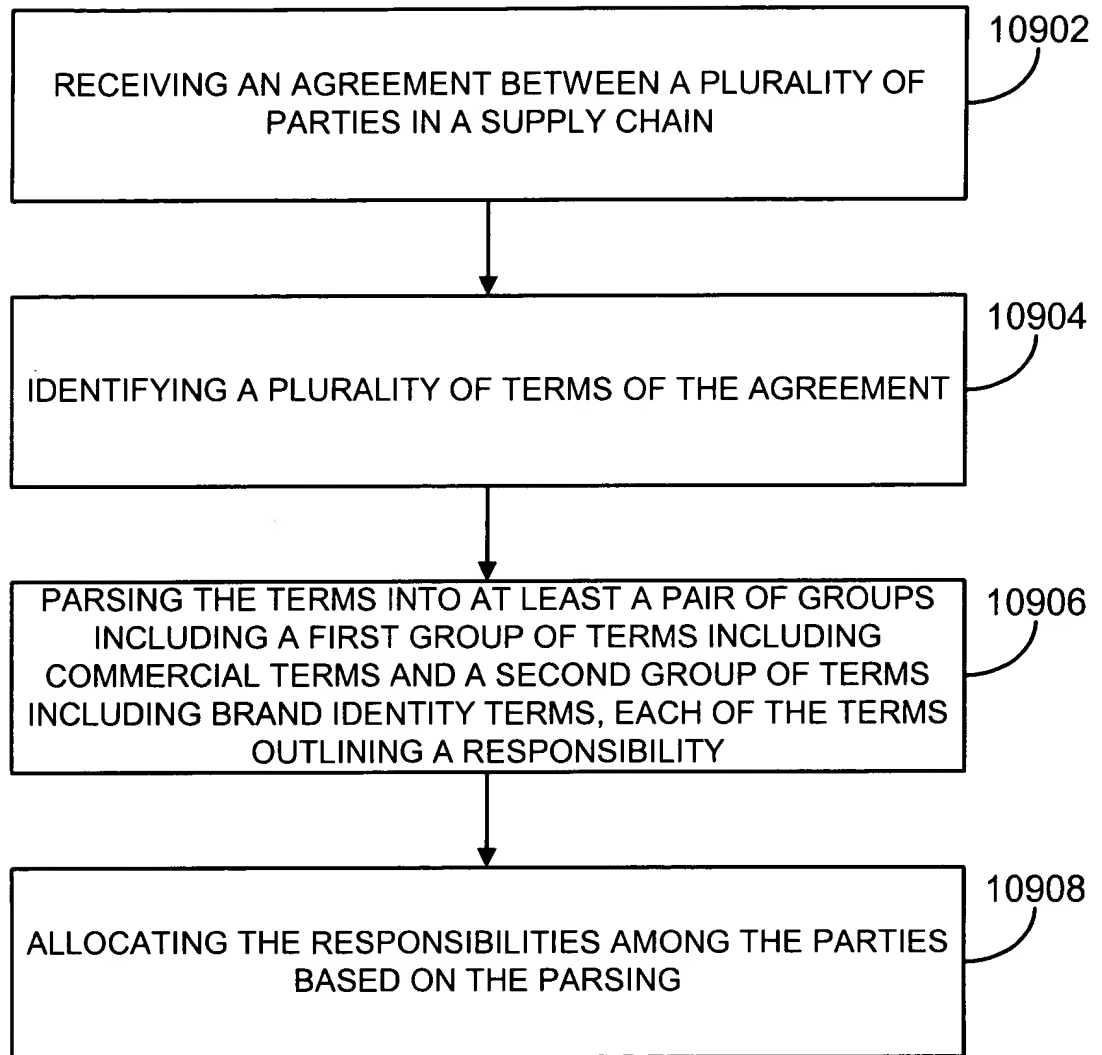 10902
RECEIVING AN AGREEMENT BETWEEN A PLURALITY OF
PARTIES IN A SUPPLY CHAIN
10904
IDENTIFYING A PLURALITY OF TERMS OF THE AGREEMENT
10906
PARSING THE TERMS INTO AT LEAST A PAIR OF GROUPS
INCLUDING A FIRST GROUP OF TERMS INCLUDING
COMMERCIAL TERMS AND A SECOND GROUP OF TERMS
INCLUDING BRAND IDENTITY TERMS, EACH OF THE TERMS
OUTLINING A RESPONSIBILITY
10908
ALLOCATING THE RESPONSIBILITIES AMONG THE PARTIES
BASED ON THE PARSING